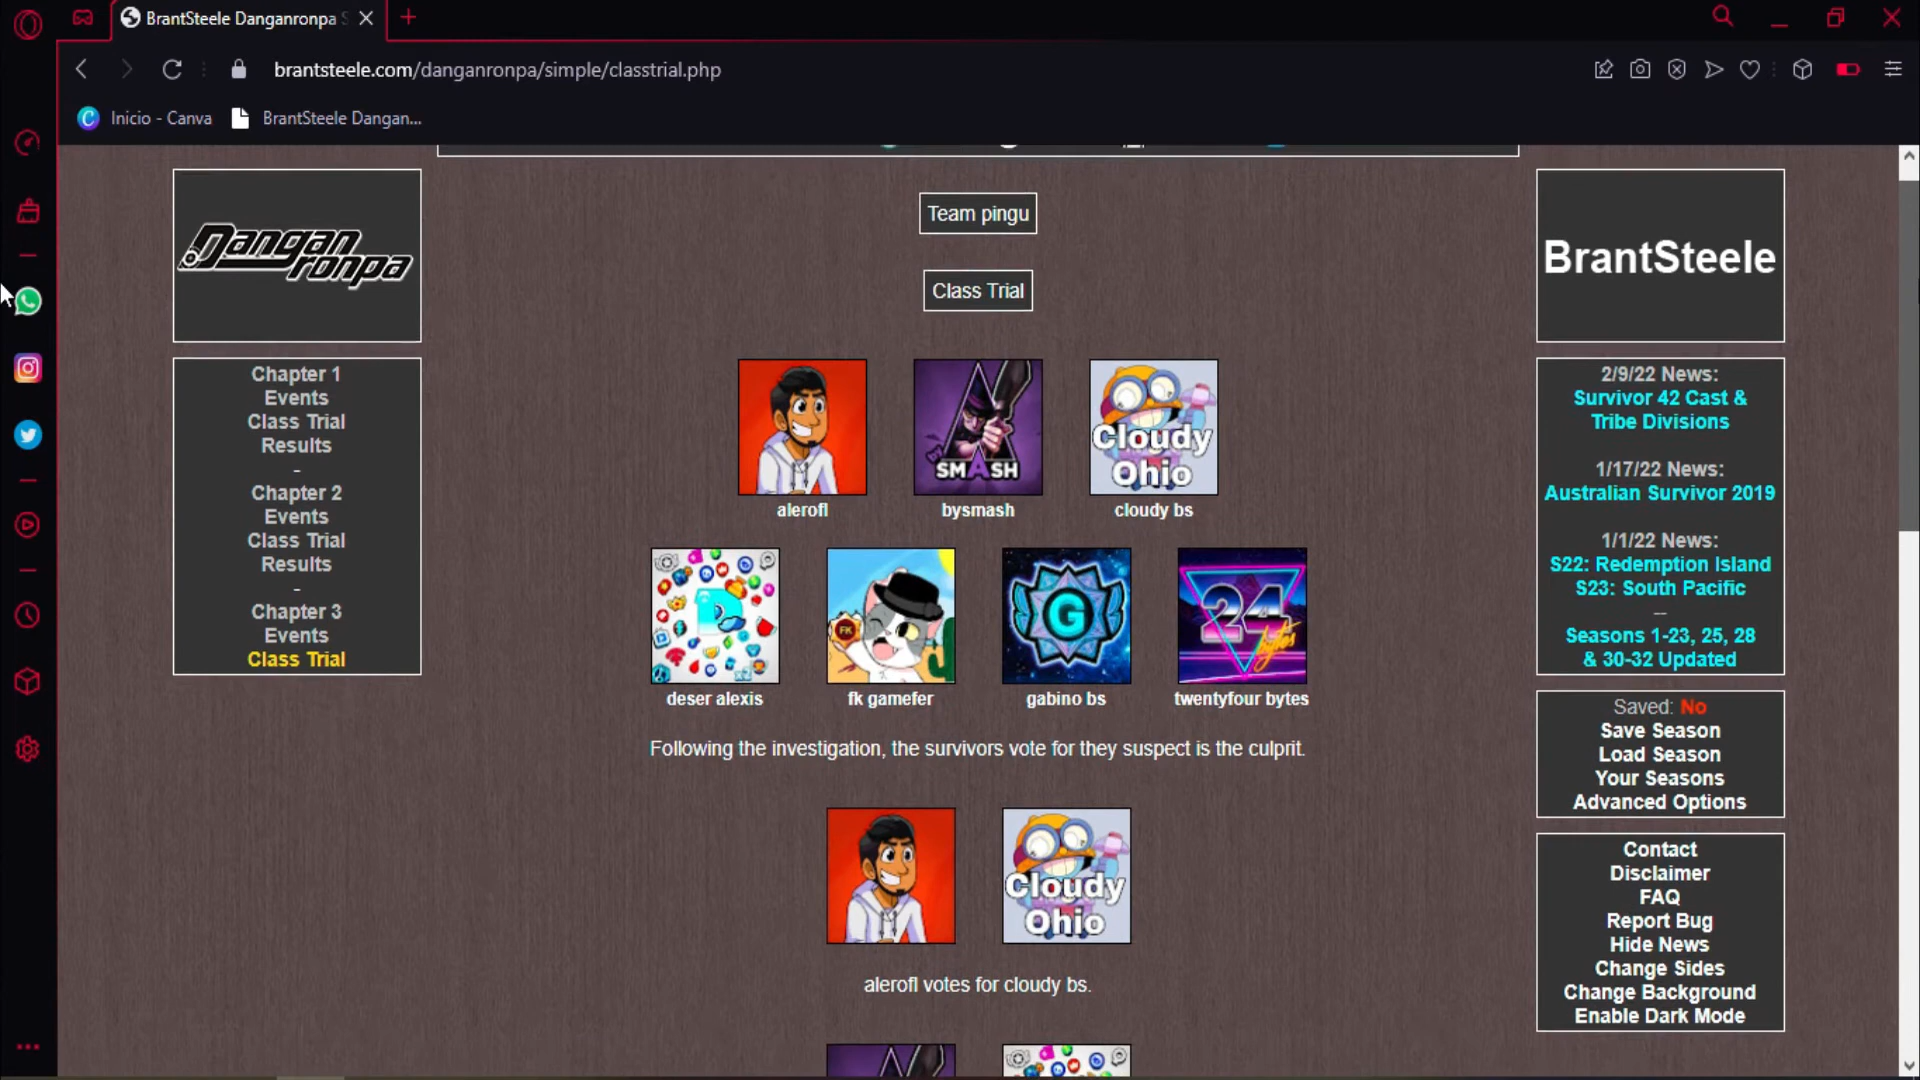 BrantSteele Danganronpa S
brantsteele.com/danganronpa/simple/classtrial.php
Inicio - Canva
BrantSteele Dangan...
Dangan
ronpa
Chapter 1
Events
Class Trial
Results
-
Chapter 2
Events
Class Trial
Results
-
Chapter 3
Events
Class Trial
Team pingu
Class Trial
by
SMASH
Cloudy
Ohio
alerofl
bysmash
cloudy bs
FK
G
24
bytes
deser alexis
fk gamefer
gabino bs
twentyfour bytes
Following the investigation, the survivors vote for they suspect is the culprit.
Cloudy
Ohio
alerofl votes for cloudy bs.
BrantSteele
2/9/22 News:
Survivor 42 Cast &
Tribe Divisions
1/17/22 News:
Australian Survivor 2019
1/1/22 News:
S22: Redemption Island
S23: South Pacific
--
Seasons 1-23, 25, 28
& 30-32 Updated
Saved: No
Save Season
Load Season
Your Seasons
Advanced Options
Contact
Disclaimer
FAQ
Report Bug
Hide News
Change Sides
Change Background
Enable Dark Mode